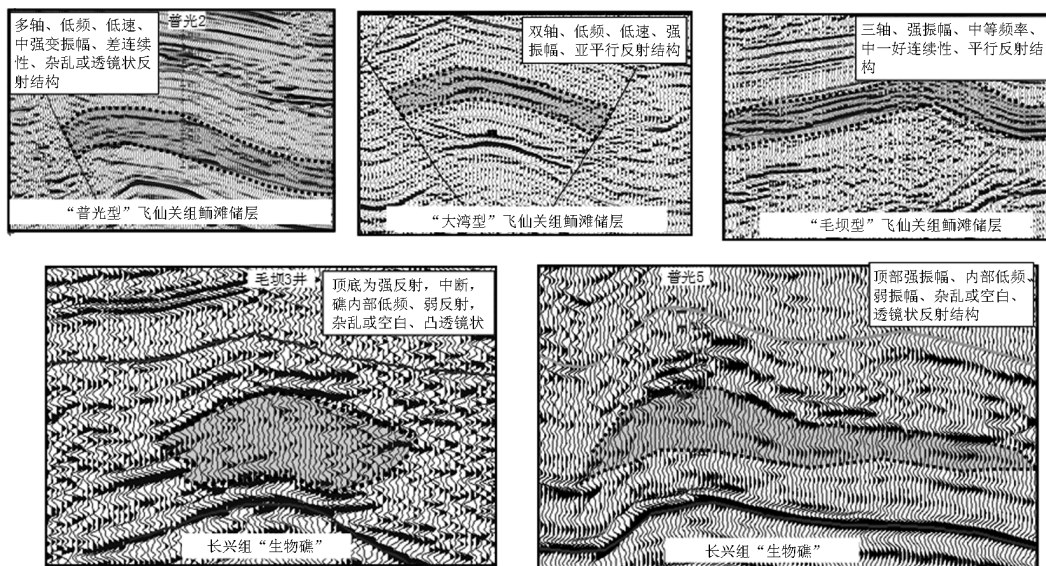 普光2
多轴、低频、低速、
中强变振幅、差连续
性、杂乱或透镜状反
射结构
“普光型”飞仙关组鲕滩储层
双轴、低频、低速、强
振幅、亚平行反射结构
“大湾型”飞仙关组鲕滩储层
三轴、强振幅、中等频率、
中一好连续性、平行反射结
构
“毛坝型”飞仙关组鲕滩储层
毛坝3井
顶底为强反射，中断，
礁内部低频、弱反射，
杂乱或空白、凸透镜状
长兴组“生物礁”
普光5
顶部强振幅、内部低频、
弱振幅、杂乱或空白、
透镜状反射结构
长兴组“生物礁”